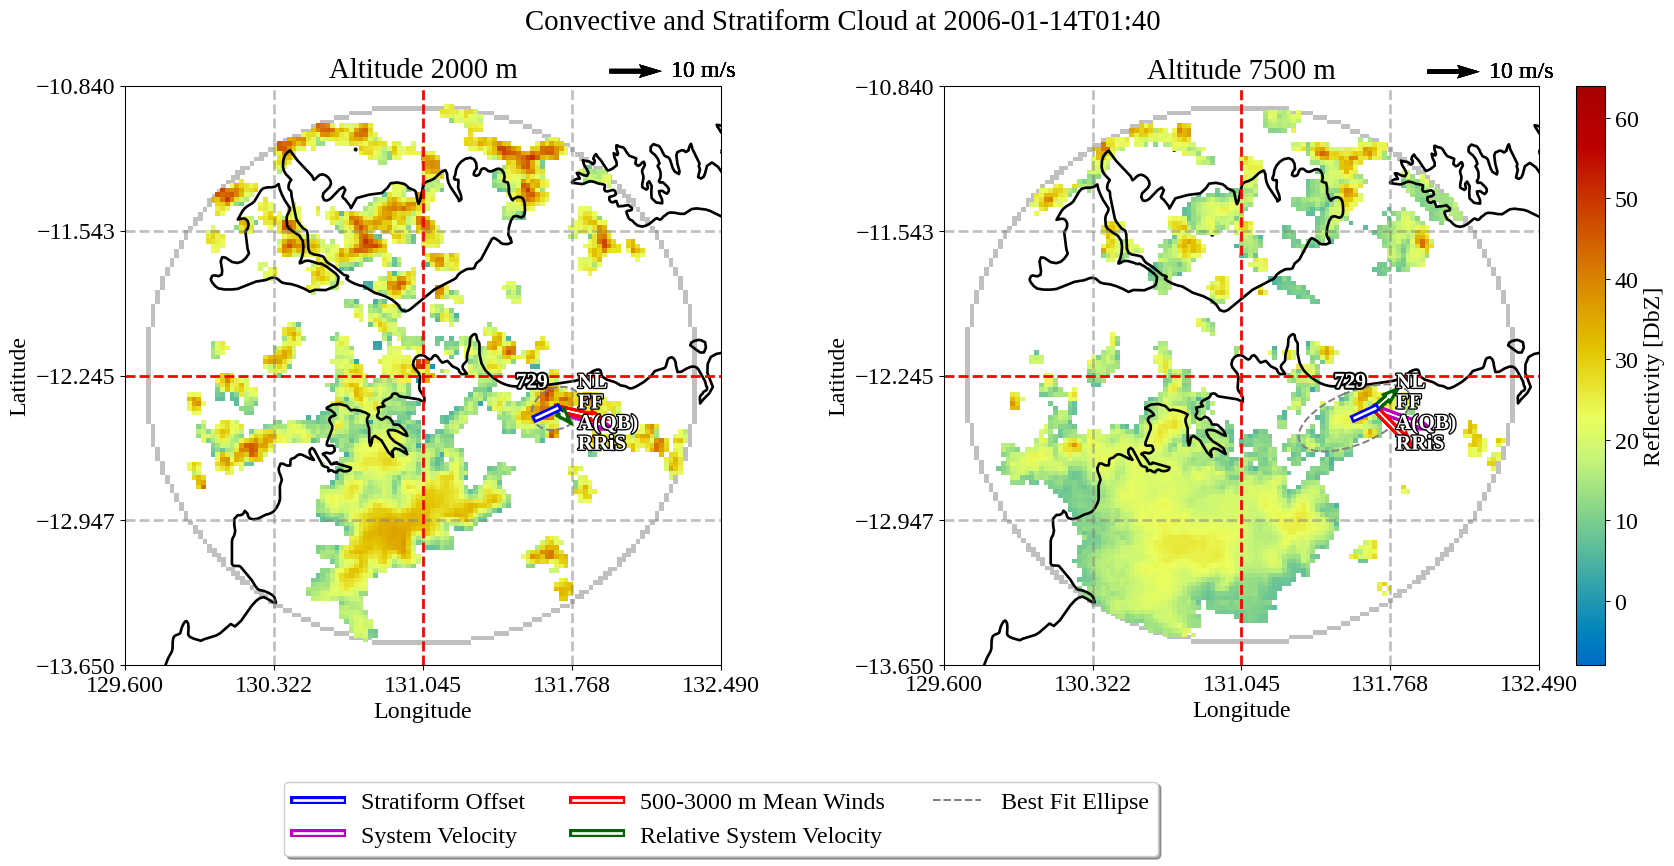 Convective and Stratiform Cloud at 2006-01-14T01:40
Altitude 2000 m
10 m/s
−10.840
−11.543
−12.245
−12.947
−13.650
Latitude
129.600
130.322
131.045
131.768
132.490
Longitude
729
NL
FF
A(QB)
RRiS
Altitude 7500 m
10 m/s
−10.840
−11.543
−12.245
−12.947
−13.650
Latitude
129.600
130.322
131.045
131.768
132.490
Longitude
729
NL
FF
A(QB)
RRiS
60
50
40
30
20
10
0
Reflectivity [DbZ]
Stratiform Offset
System Velocity
500-3000 m Mean Winds
Relative System Velocity
Best Fit Ellipse